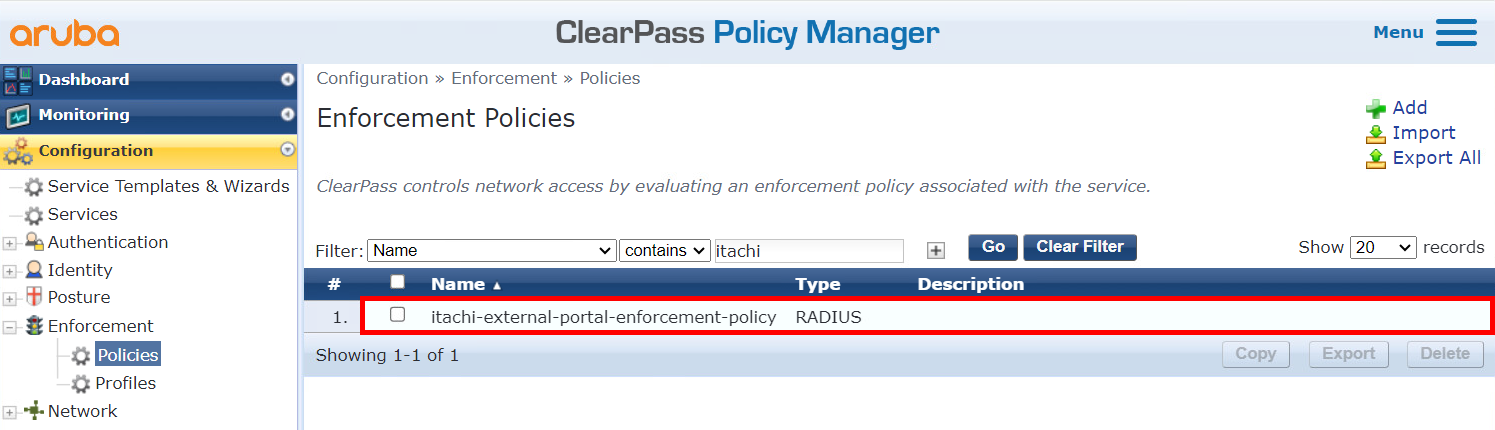 aruba
ClearPass Policy Manager
Menu
Dashboard
Monitoring
Configuration
Service Templates & Wizards
Services
Authentication
Identity
Posture
Enforcement
Policies
Profiles
Network
Configuration » Enforcement » Policies
Enforcement Policies
Add
Import
Export All
ClearPass controls network access by evaluating an enforcement policy associated with the service.
Filter: Name contains itachi Go Clear Filter Show 20 records
# Name Type Description
1. itachi-external-portal-enforcement-policy RADIUS
Showing 1-1 of 1 Copy Export Delete